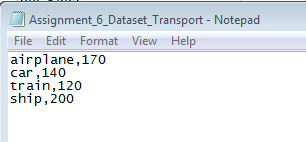 Assignment_6_Dataset_Transport - Notepad
File Edit Format View Help
airplane,170
car,140
train,120
ship,200